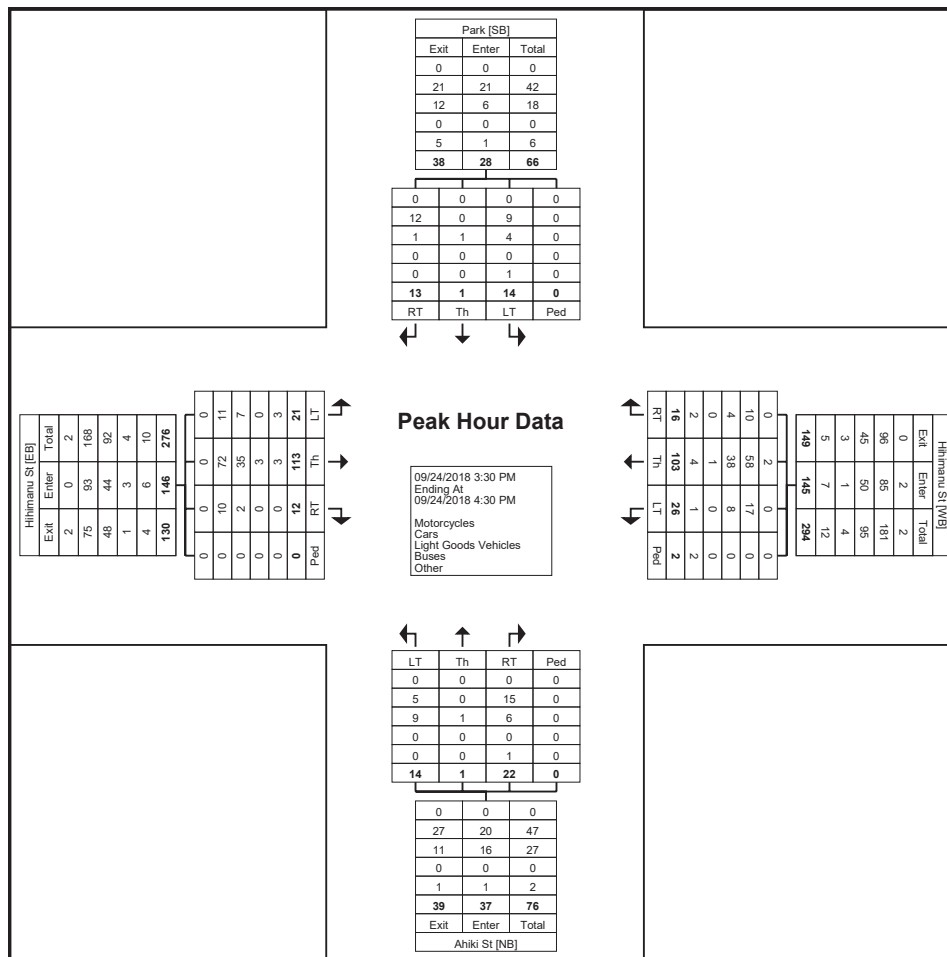 Park [SB]
Exit Enter Total
0 0 0
21 21 42
12 6 18
0 0 0
5 1 6
38 28 66
0 0 0 0
12 0 9 0
1 1 4 0
0 0 0 0
0 0 1 0
13 1 14 0
RT Th LT Ped
Hihimanu St [EB]
Exit Enter Total
2 0 2
75 93 168
48 44 92
1 3 4
4 6 10
130 146 276
0 0 0 0
0 10 72 11
0 2 35 7
0 0 3 0
0 0 3 3
0 12 113 21
Ped RT Th LT
Peak Hour Data
09/24/2018 3:30 PM
Ending At
09/24/2018 4:30 PM
Motorcycles
Cars
Light Goods Vehicles
Buses
Other
Hihimanu St [WB]
Exit Enter Total
0 2 2
96 85 181
45 50 95
3 1 4
5 7 12
149 145 294
0 2 0 0
10 58 17 0
4 38 8 0
0 1 0 0
2 4 1 2
16 103 26 2
RT Th LT Ped
LT Th RT Ped
0 0 0 0
5 0 15 0
9 1 6 0
0 0 0 0
0 0 1 0
14 1 22 0
0 0 0
27 20 47
11 16 27
0 0 0
1 1 2
39 37 76
Exit Enter Total
Ahiki St [NB]